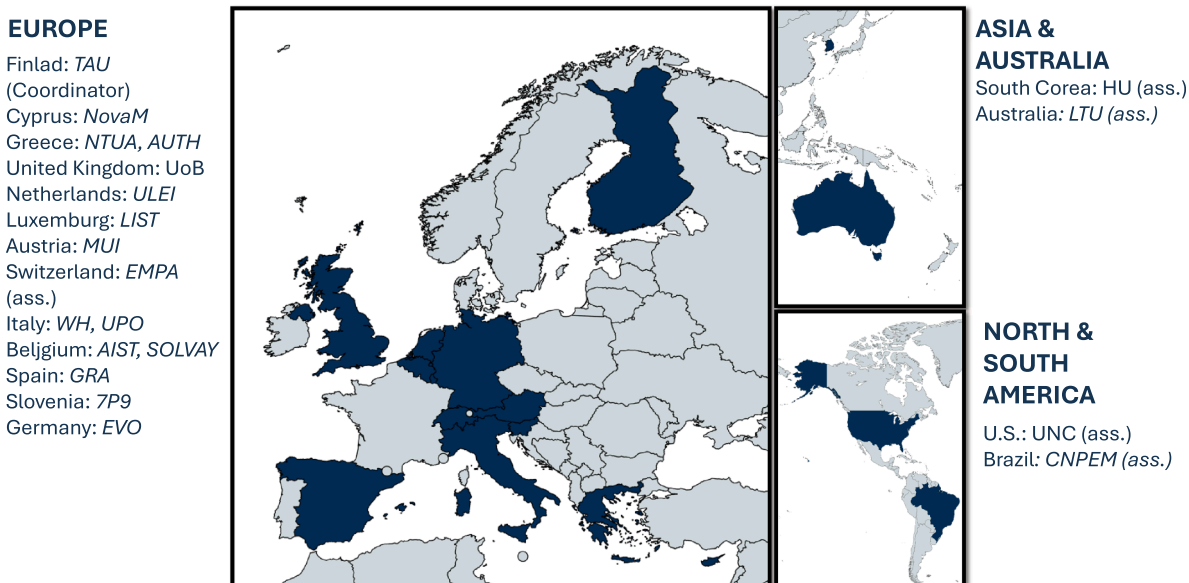 EUROPE
Finlad: TAU
(Coordinator)
Cyprus: NovaM
Greece: NTUA, AUTH
United Kingdom: UoB
Netherlands: ULEI
Luxemburg: LIST
Austria: MUI
Switzerland: EMPA
(ass.)
Italy: WH, UPO
Beljgium: AIST, SOLVAY
Spain: GRA
Slovenia: 7P9
Germany: EVO
ASIA &
AUSTRALIA
South Corea: HU (ass.)
Australia: LTU (ass.)
NORTH &
SOUTH
AMERICA
U.S.: UNC (ass.)
Brazil: CNPEM (ass.)